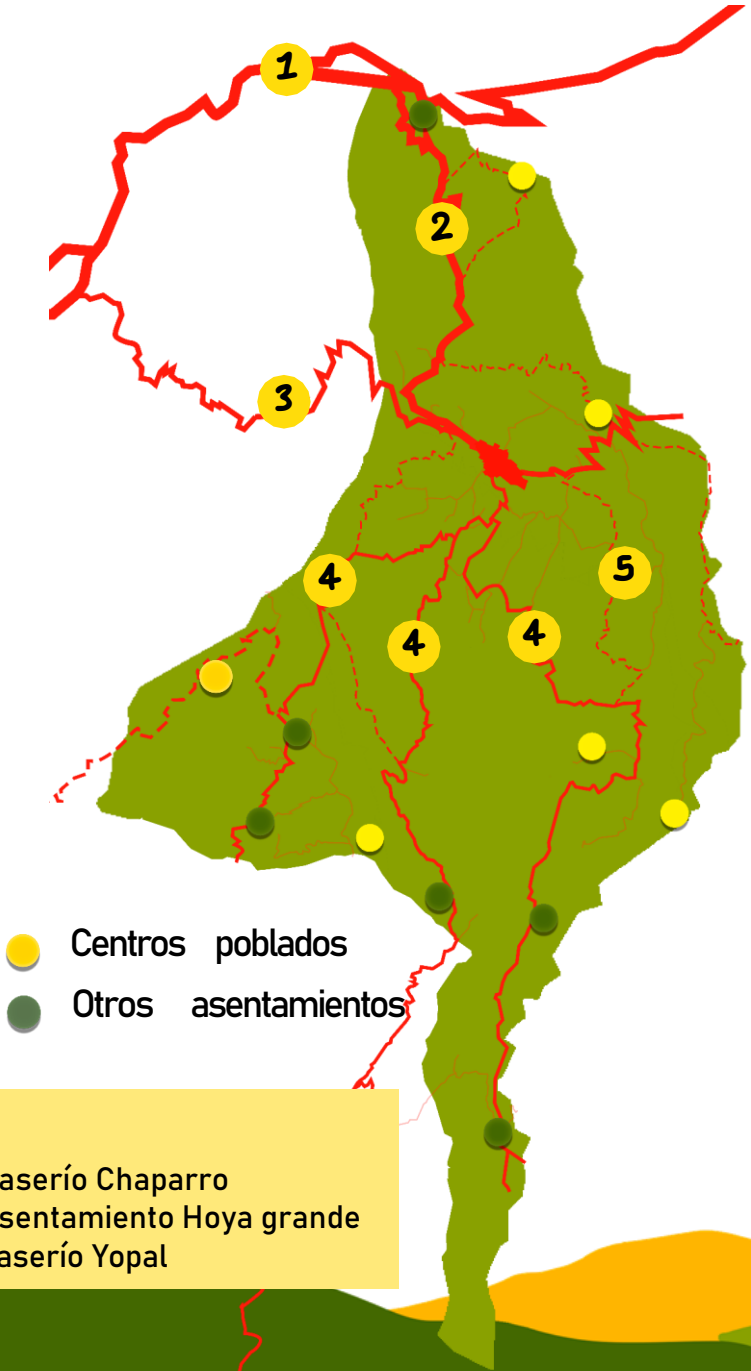 1
2
3
5
4
4
4
Centros poblados
Otros asentamientos
aserío Chaparro
sentamiento Hoya grande
aserío Yopal